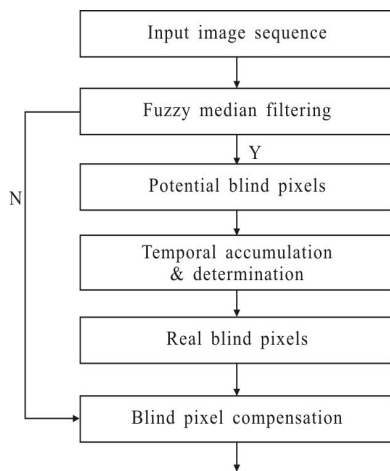 Input image sequence
Fuzzy median filtering
Y
N
Potential blind pixels
Temporal accumulation
& determination
Real blind pixels
Blind pixel compensation